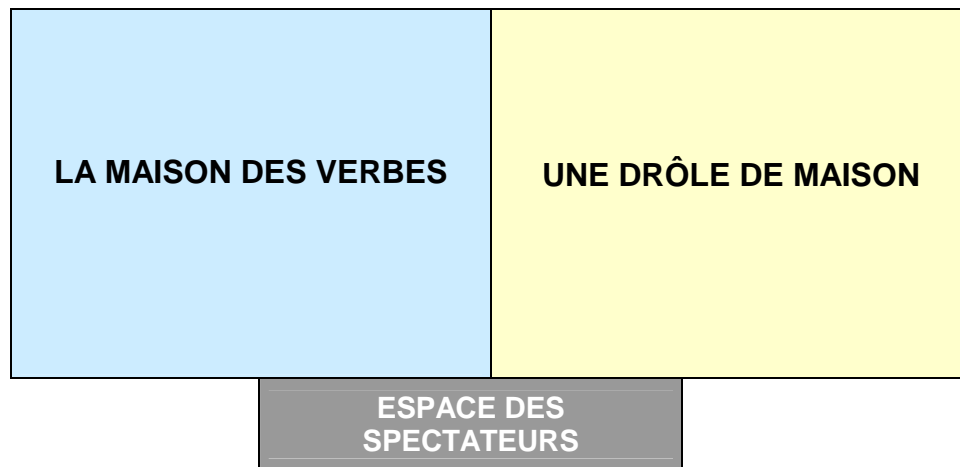 LA MAISON DES VERBES
UNE DRÔLE DE MAISON
ESPACE DES
SPECTATEURS